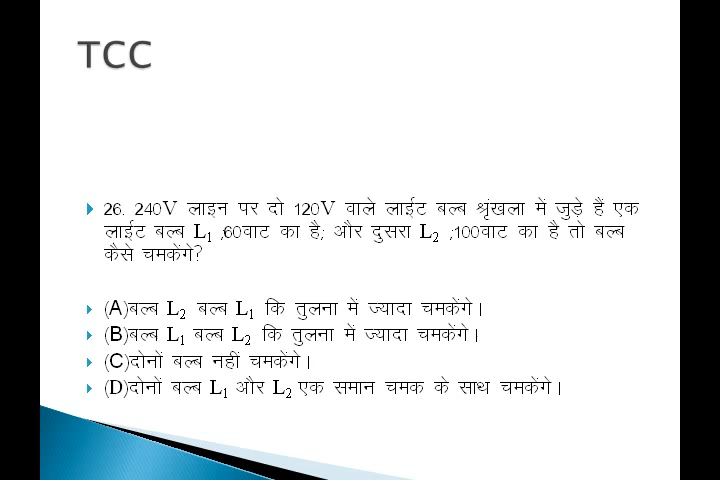 TCC
26. 240V लाइन पर दो 120V वाले लाईट बल्ब श्रृंखला में जुड़े हैं एक
लाईट बल्ब L₁ ,60वाट का है; और दुसरा L₂ ,100वाट का है तो बल्ब
कैसे चमकेंगे?
(A)बल्ब L₂ बल्ब L₁ कि तुलना में ज्यादा चमकेंगे।
(B)बल्ब L₁ बल्ब L₂ कि तुलना में ज्यादा चमकेंगे।
(C)दोनों बल्ब नहीं चमकेंगे।
(D)दोनों बल्ब L₁ और L₂ एक समान चमक के साथ चमकेंगे।